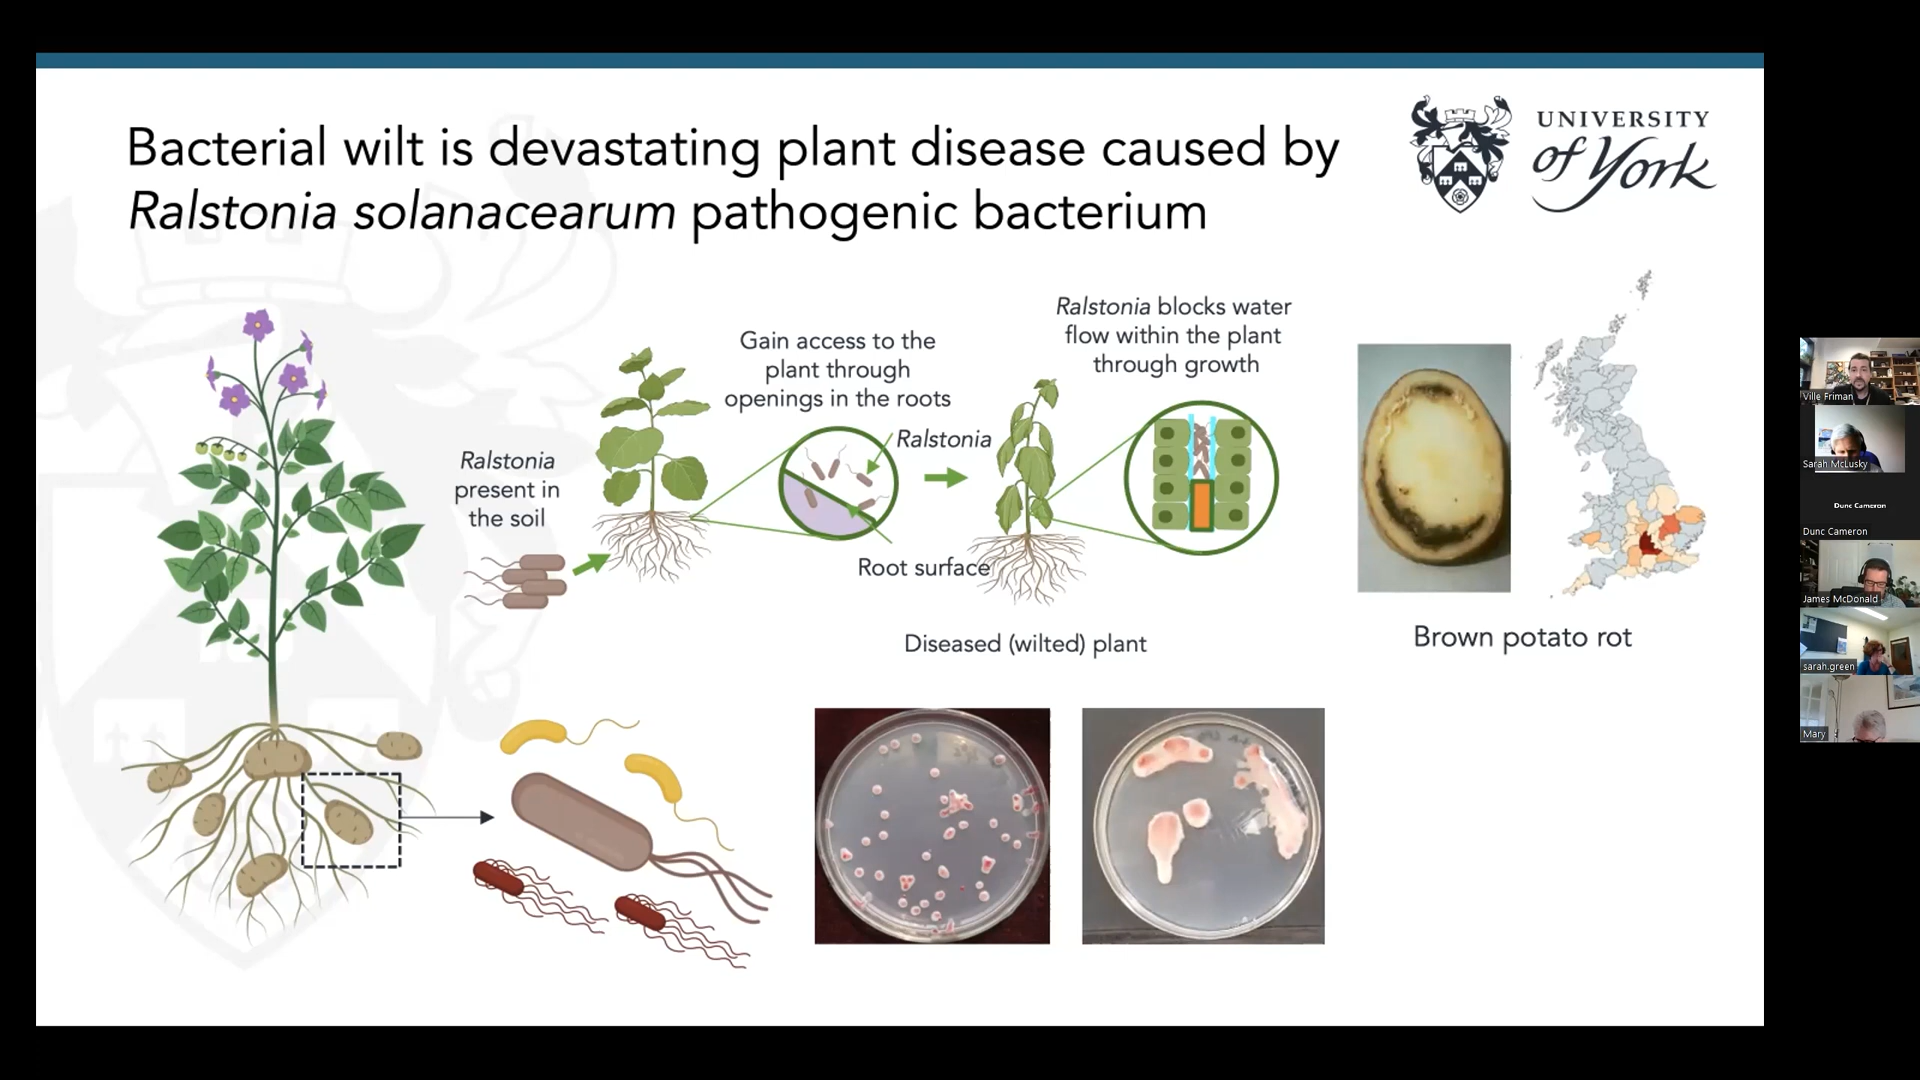 Bacterial wilt is devastating plant disease caused by
Ralstonia solanacearum pathogenic bacterium
UNIVERSITY
of York
Ralstonia
present in
the soil
Gain access to the
plant through
openings in the roots
Ralstonia
Root surface
Ralstonia blocks water
flow within the plant
through growth
Diseased (wilted) plant
Brown potato rot
Ville Friman
Sarah McLusky
Dunc Cameron
Dunc Cameron
James McDonald
sarah.green
Mary